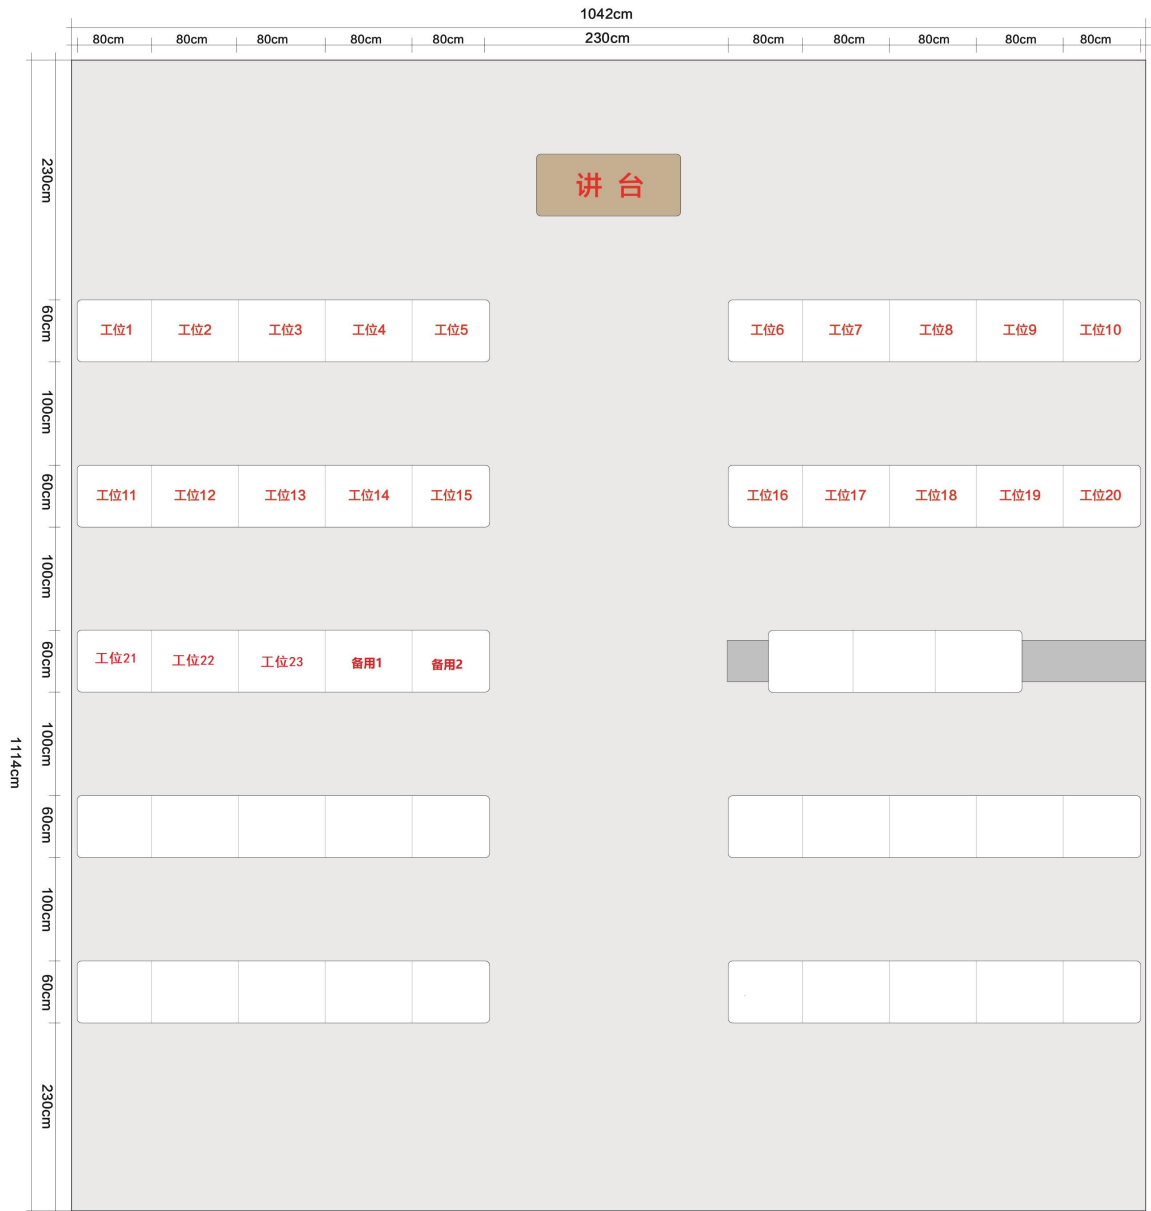 1042cm
80cm 80cm 80cm 80cm 80cm 230cm 80cm 80cm 80cm 80cm 80cm
230cm
讲 台
60cm
工位1 工位2 工位3 工位4 工位5 工位6 工位7 工位8 工位9 工位10
100cm
60cm
工位11 工位12 工位13 工位14 工位15 工位16 工位17 工位18 工位19 工位20
100cm
60cm
工位21 工位22 工位23 备用1 备用2
100cm
1114cm
60cm
100cm
60cm
230cm